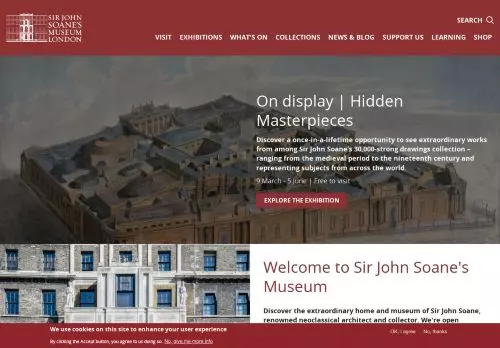 SIR JOHN
SOANE'S
MUSEUM
LONDON
SEARCH
VISIT EXHIBITIONS WHAT'S ON COLLECTIONS NEWS & BLOG SUPPORT US LEARNING SHOP
On display | Hidden
Masterpieces
Discover a once-in-a-lifetime opportunity to see extraordinary works
from among Sir John Soane's 30,000-strong drawings collection –
ranging from the medieval period to the nineteenth century and
representing subjects from across the world.
9 March - 5 June | Free to visit
EXPLORE THE EXHIBITION
Welcome to Sir John Soane's
Museum
Discover the extraordinary home and museum of Sir John Soane,
renowned neoclassical architect and collector. We're open
We use cookies on this site to enhance your user experience
By clicking the Accept button, you agree to us doing so. No, give me more info
OK, I agree No, thanks